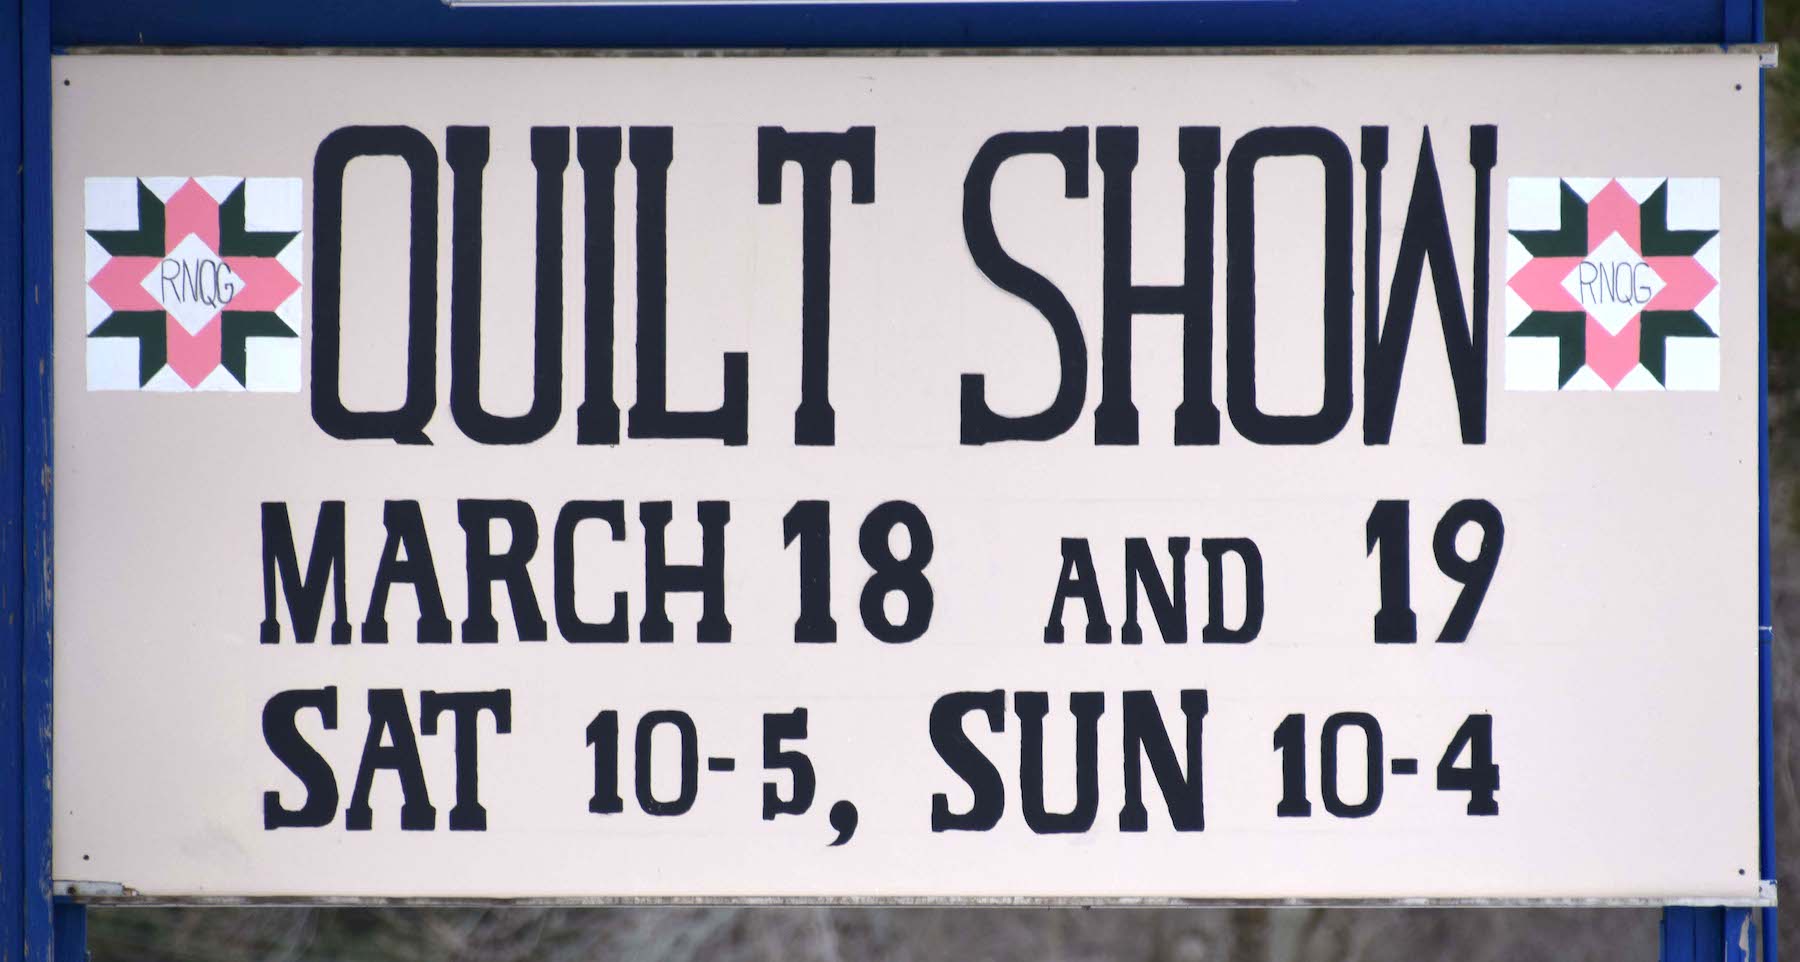 QUILT SHOW
RNQG
RNQG
MARCH 18 AND 19
SAT 10-5, SUN 10-4